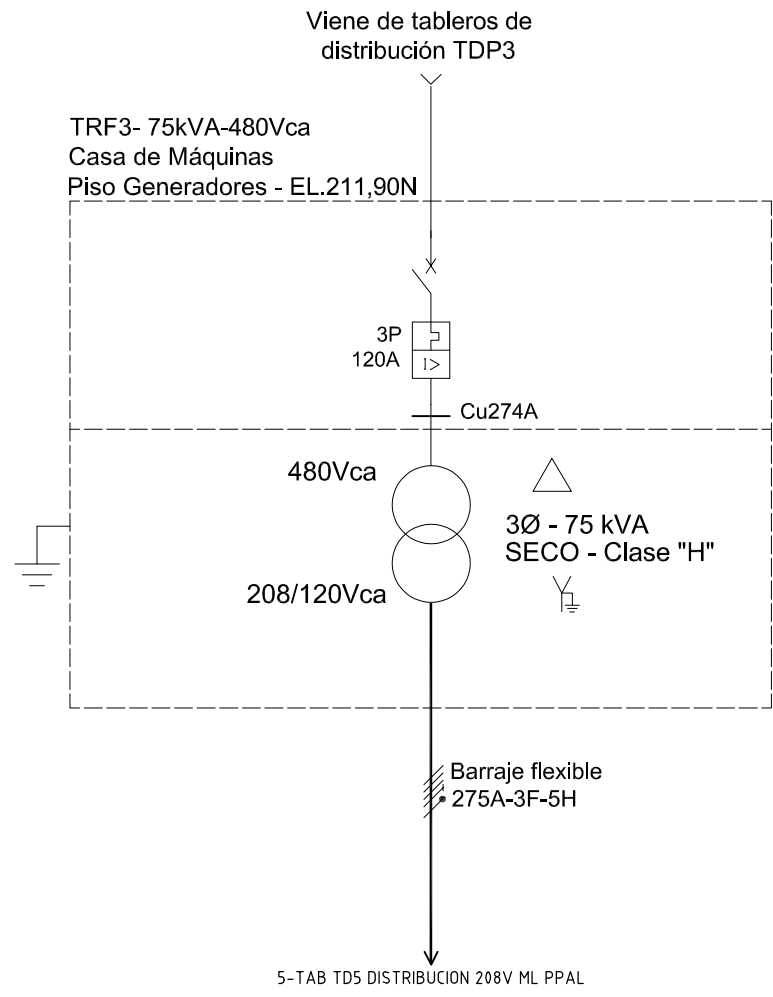 Viene de tableros de
distribución TDP3
TRF3- 75kVA-480Vca
Casa de Máquinas
Piso Generadores - EL.211,90N
3P
120A
I>
Cu274A
480Vca
3Ø - 75 kVA
SECO - Clase "H"
208/120Vca
Barraje flexible
275A-3F-5H
5-TAB TD5 DISTRIBUCION 208V ML PPAL